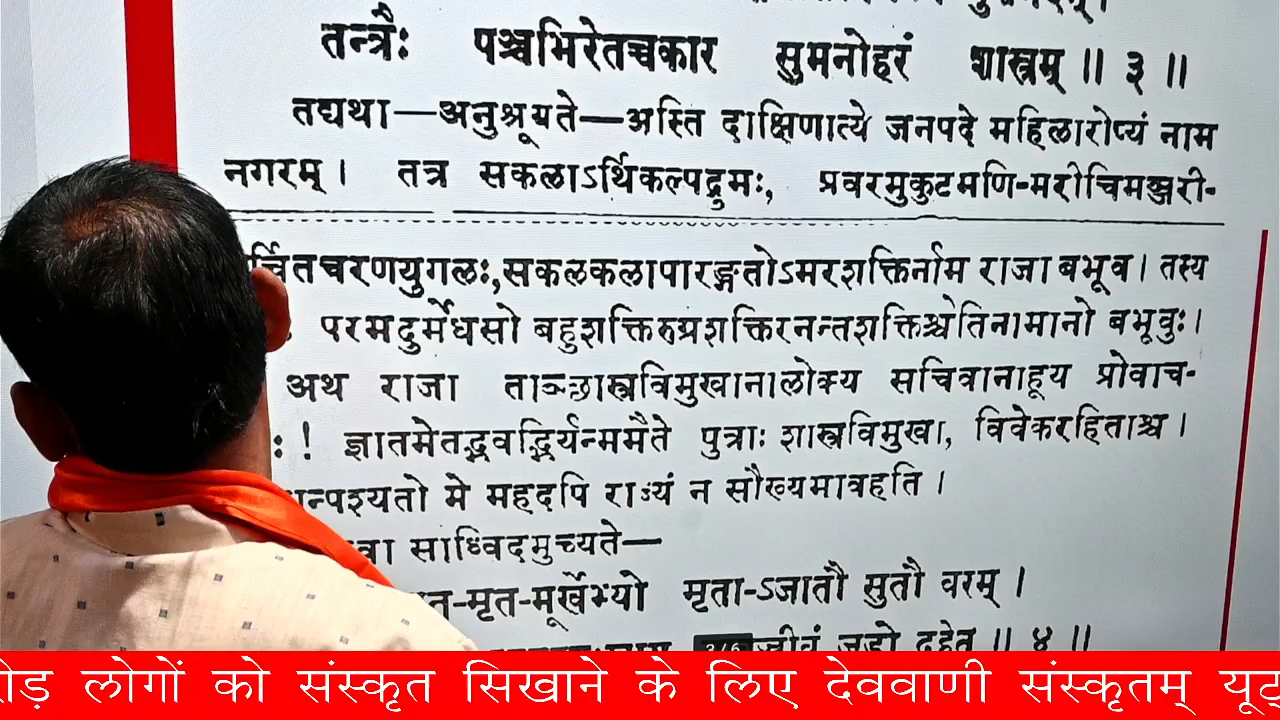 तन्त्रैः पञ्चभिरेतच्चकार सुमनोहरं शास्त्रम् ॥ ३ ॥
तद्यथा—अनुश्रूयते—अस्ति दाक्षिणात्ये जनपदे महिलारोप्यं नाम
नगरम् । तत्र सकलाऽर्थिकल्पद्रुमः, प्रवरमुकुटमणि-मरीचिमञ्जरी-
र्चितचरणयुगलः, सकलकलापारङ्गतोऽमरशक्तिर्नाम राजा बभूव । तस्य
परमदुर्मेधसो बहुशक्तिरुग्रशक्तिरनन्तशक्तिश्चेतिनामानो बभूवुः ।
अथ राजा ताञ्छास्त्रविमुखानालोक्य सचिवानाहूय प्रोवाच-
: ! ज्ञातमेतद्भवद्भिर्यन्ममैते पुत्राः शास्त्रविमुखा, विवेकरहिताश्च ।
न्पश्यतो मे महदपि राज्यं न सौख्यमावहति ।
वा साध्विदमुच्यते—
त-मृत-मूर्खेभ्यो मृता-ऽजातौ सुतौ वरम् ।
जीवं जडो दहेत् ॥ ४ ॥
रोड़ लोगों को संस्कृत सिखाने के लिए देववाणी संस्कृतम् यूट्